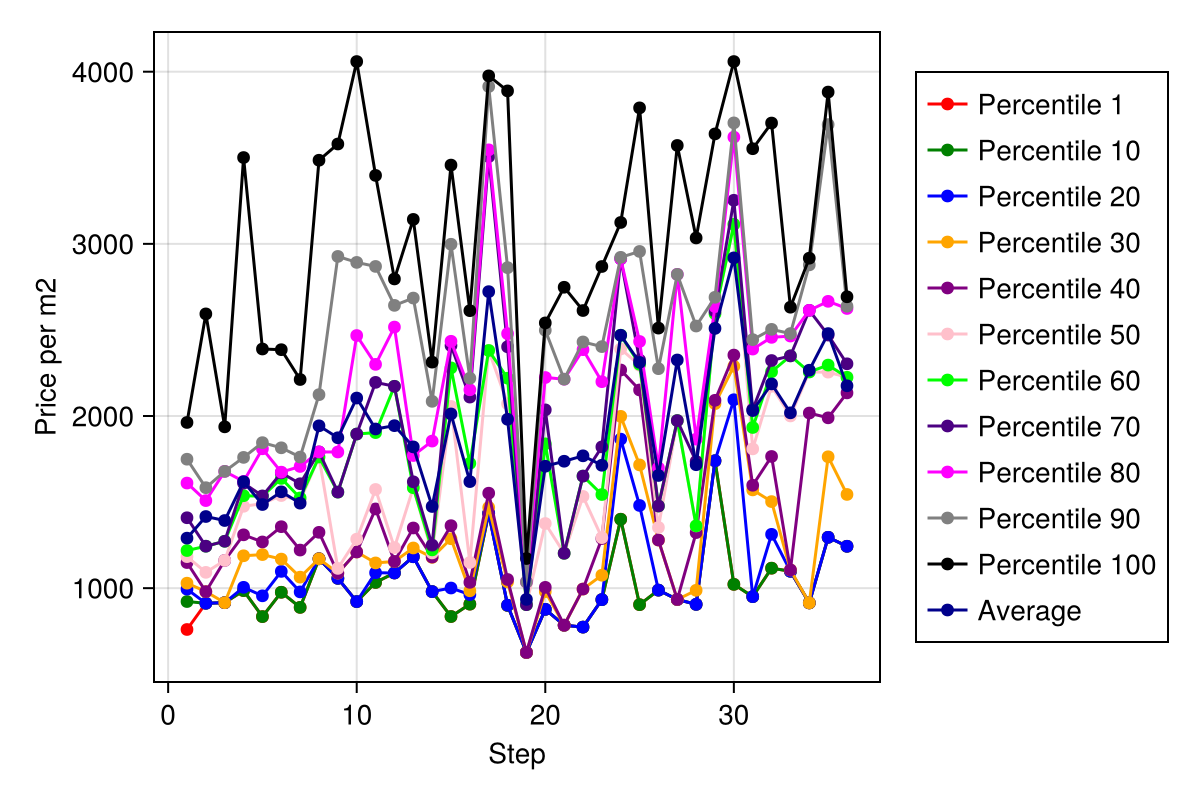 4000
3000
2000
1000
Price per m2
0
10
20
30
Step
Percentile 1
Percentile 10
Percentile 20
Percentile 30
Percentile 40
Percentile 50
Percentile 60
Percentile 70
Percentile 80
Percentile 90
Percentile 100
Average